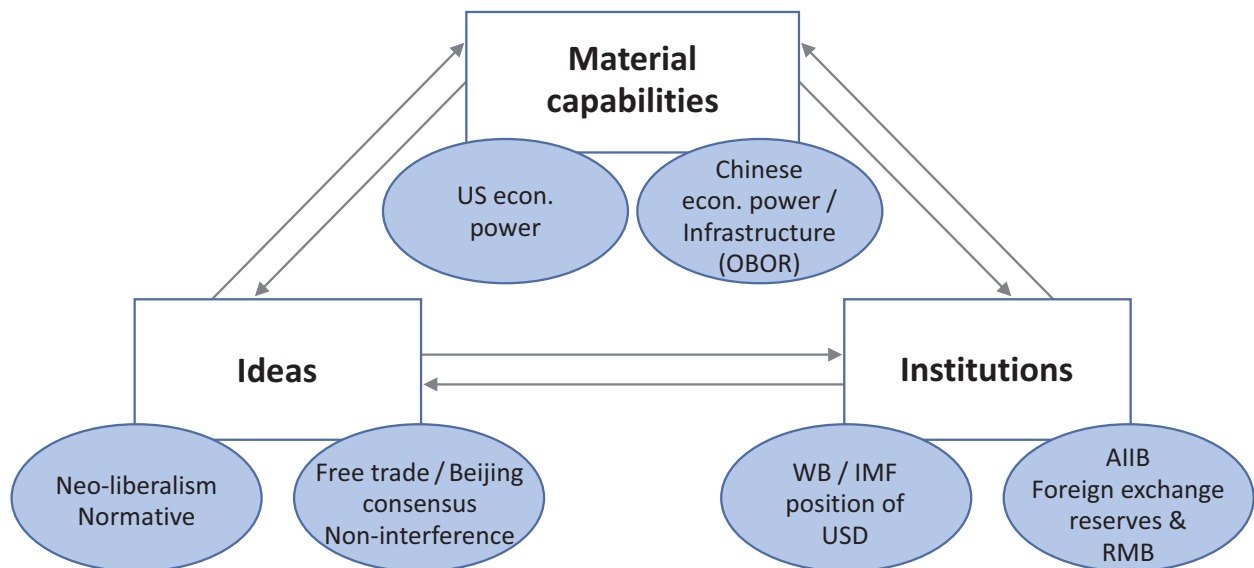 Material
capabilities
US econ.
power
Chinese
econ. power /
Infrastructure
(OBOR)
Ideas
Institutions
Neo-liberalism
Normative
Free trade / Beijing
consensus
Non-interference
WB / IMF
position of
USD
AIIB
Foreign exchange
reserves &
RMB